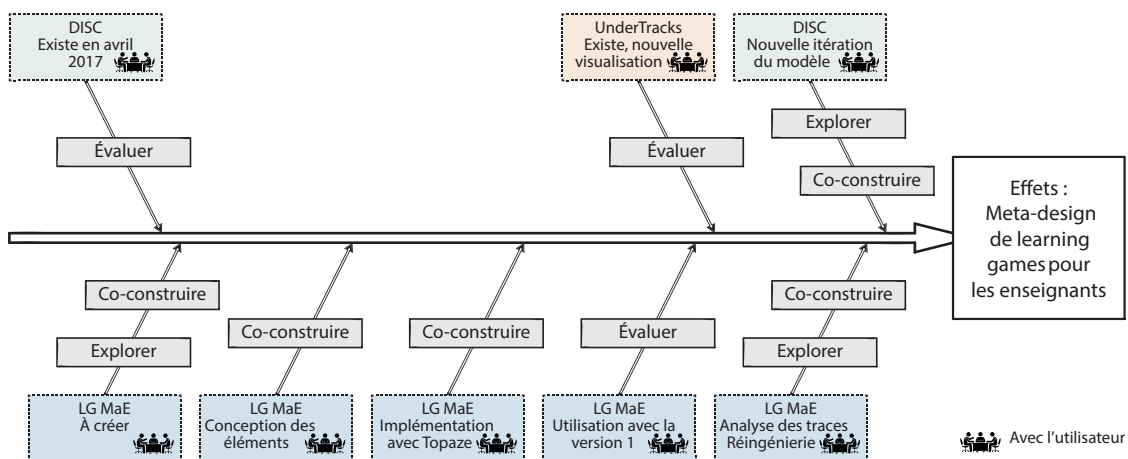 DISC
Existe en avril
2017
UnderTracks
Existe, nouvelle
visualisation
DISC
Nouvelle itération
du modèle
Évaluer
Évaluer
Explorer
Co-construire
Effets :
Meta-design
de learning
games pour
les enseignants
Co-construire
Explorer
Co-construire
Co-construire
Évaluer
Co-construire
Explorer
LG MaE
À créer
LG MaE
Conception des
éléments
LG MaE
Implémentation
avec Topaze
LG MaE
Utilisation avec la
version 1
LG MaE
Analyse des traces
Réingénierie
Avec l'utilisateur